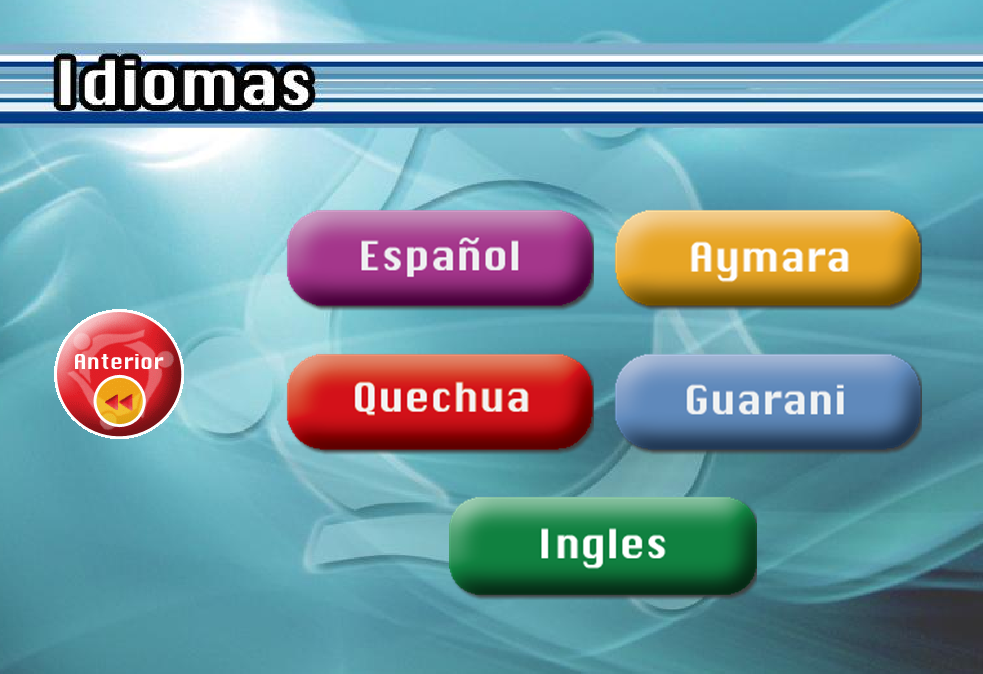 Idiomas
Español
Aymara
Anterior
Quechua
Guarani
Ingles